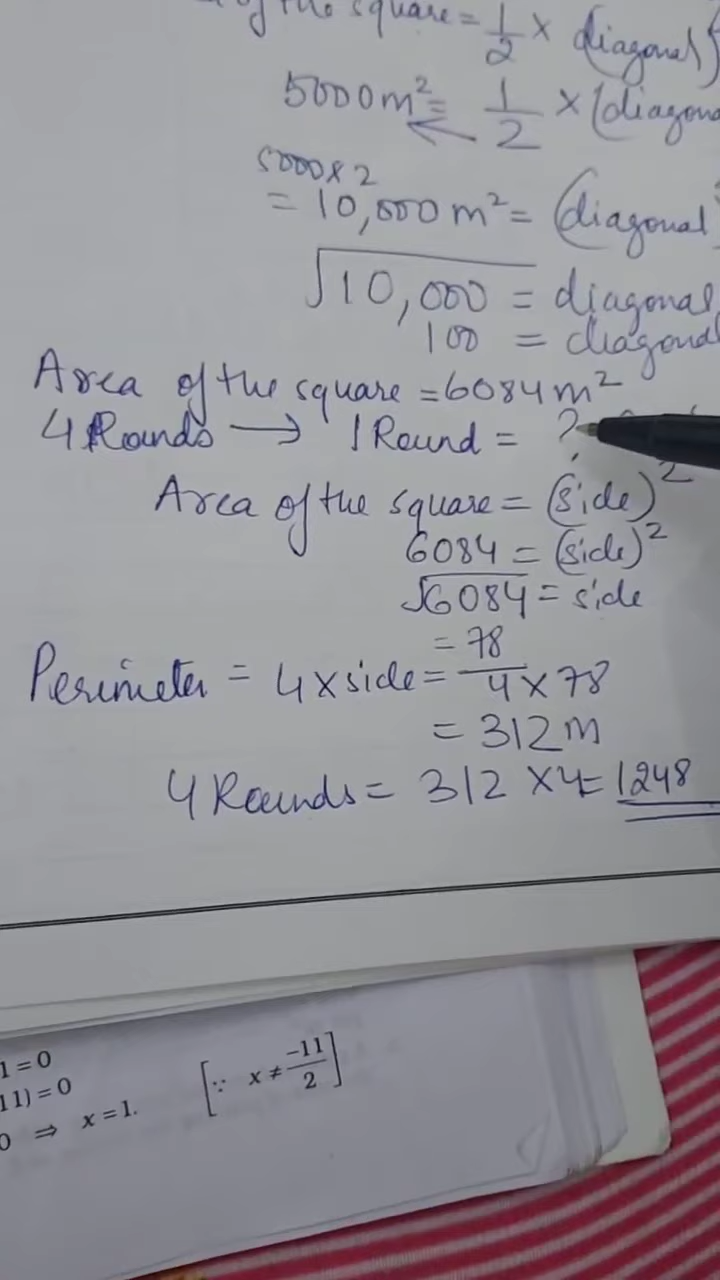 of the square = 1/2 × (diagonal)
5000m² = 1/2 × (diagona
5000×2
= 10,000 m² = (diagonal
√10,000 = diagonal
100 = diagonal
Area of the square = 6084m²
4 Rounds → 1 Round = ?
Area of the square = (side)²
6084 = (side)²
√6084 = side
= 78
Perimeter = 4 × side = 4 × 78
= 312 m
4 Rounds = 312 × 4 = 1248
1 = 0
11) = 0
0 ⇒ x = 1. [∵ x ≠ -11/2]